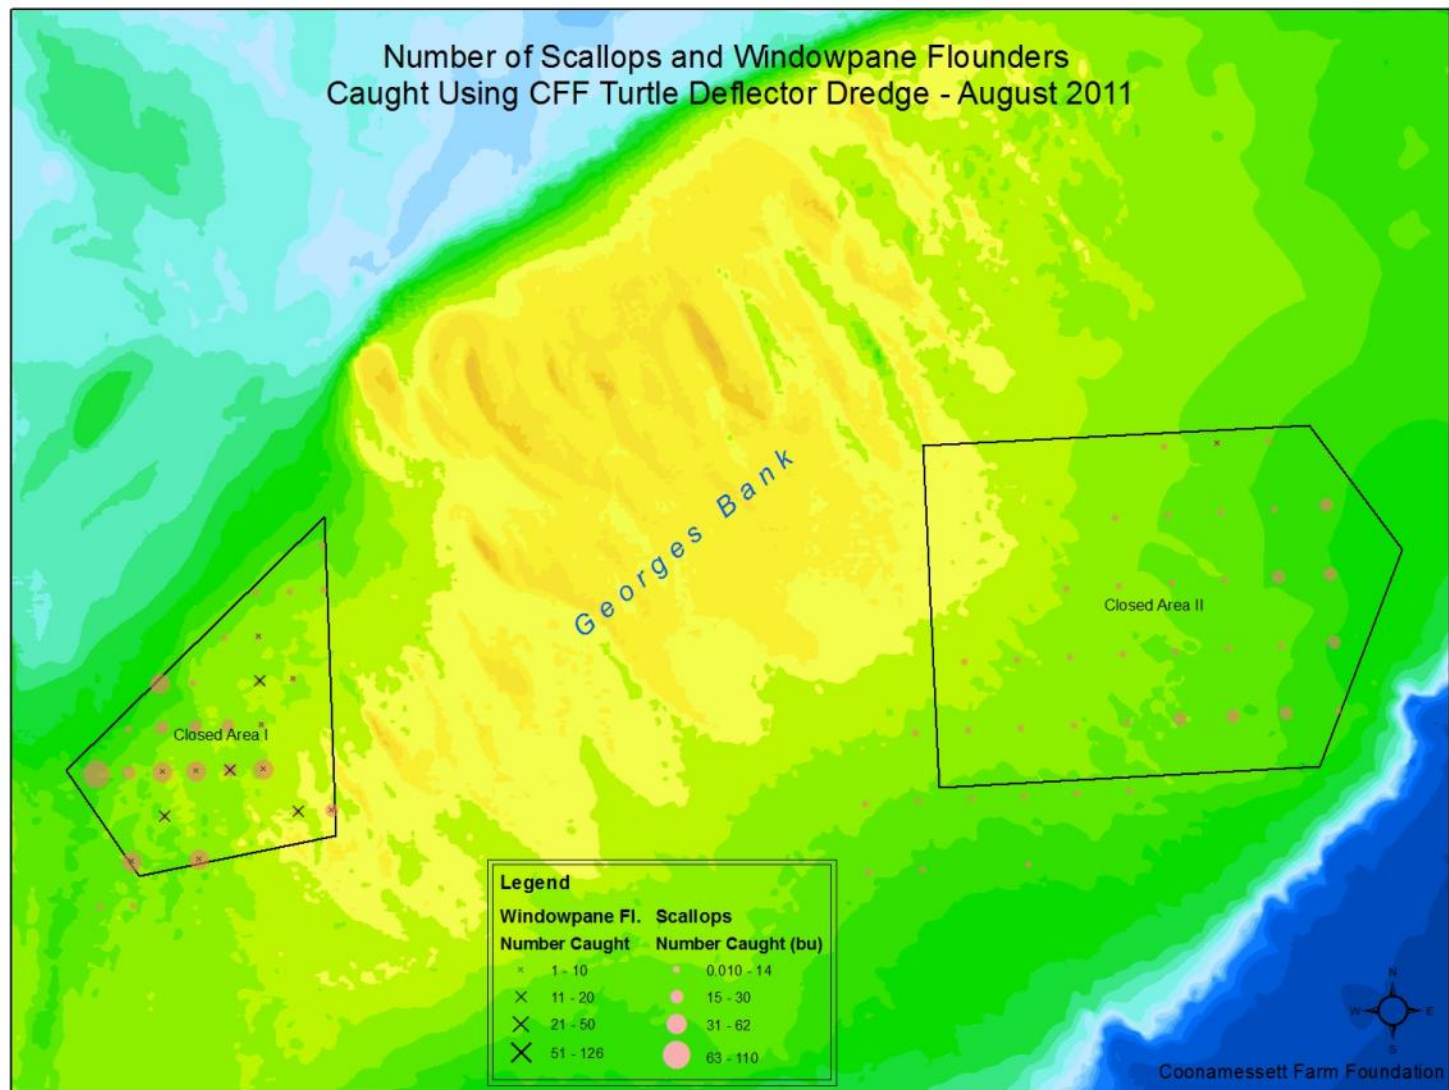 Number of Scallops and Windowpane Flounders
Caught Using CFF Turtle Deflector Dredge - August 2011
Georges Bank
Closed Area II
Closed Area I
Legend
Windowpane Fl. Scallops
Number Caught Number Caught (bu)
1 - 10 0.010 - 14
11 - 20 15 - 30
21 - 50 31 - 62
51 - 126 63 - 110
N
W E
S
Coonamessett Farm Foundation